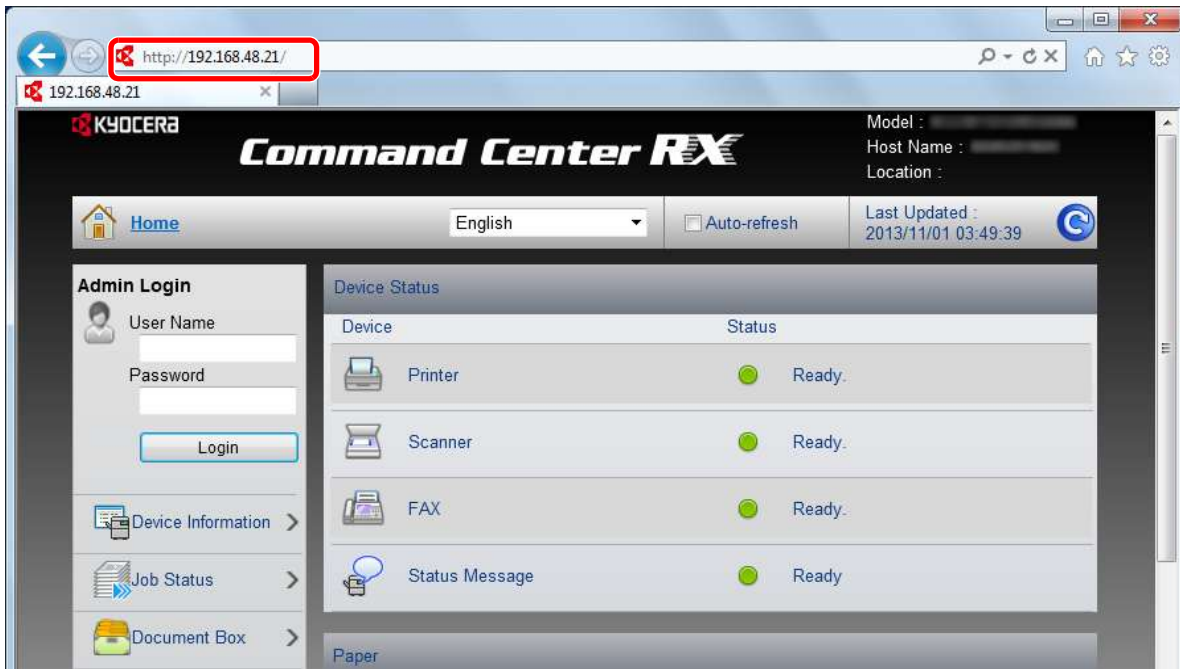 http://192.168.48.21/
192.168.48.21
KYOCERA
Command Center RX
Model :
Host Name :
Location :
Home
English
Auto-refresh
Last Updated :
2013/11/01 03:49:39
Admin Login
User Name
Password
Login
Device Information
Job Status
Document Box
Device Status
Device Status
Printer Ready.
Scanner Ready.
FAX Ready.
Status Message Ready
Paper